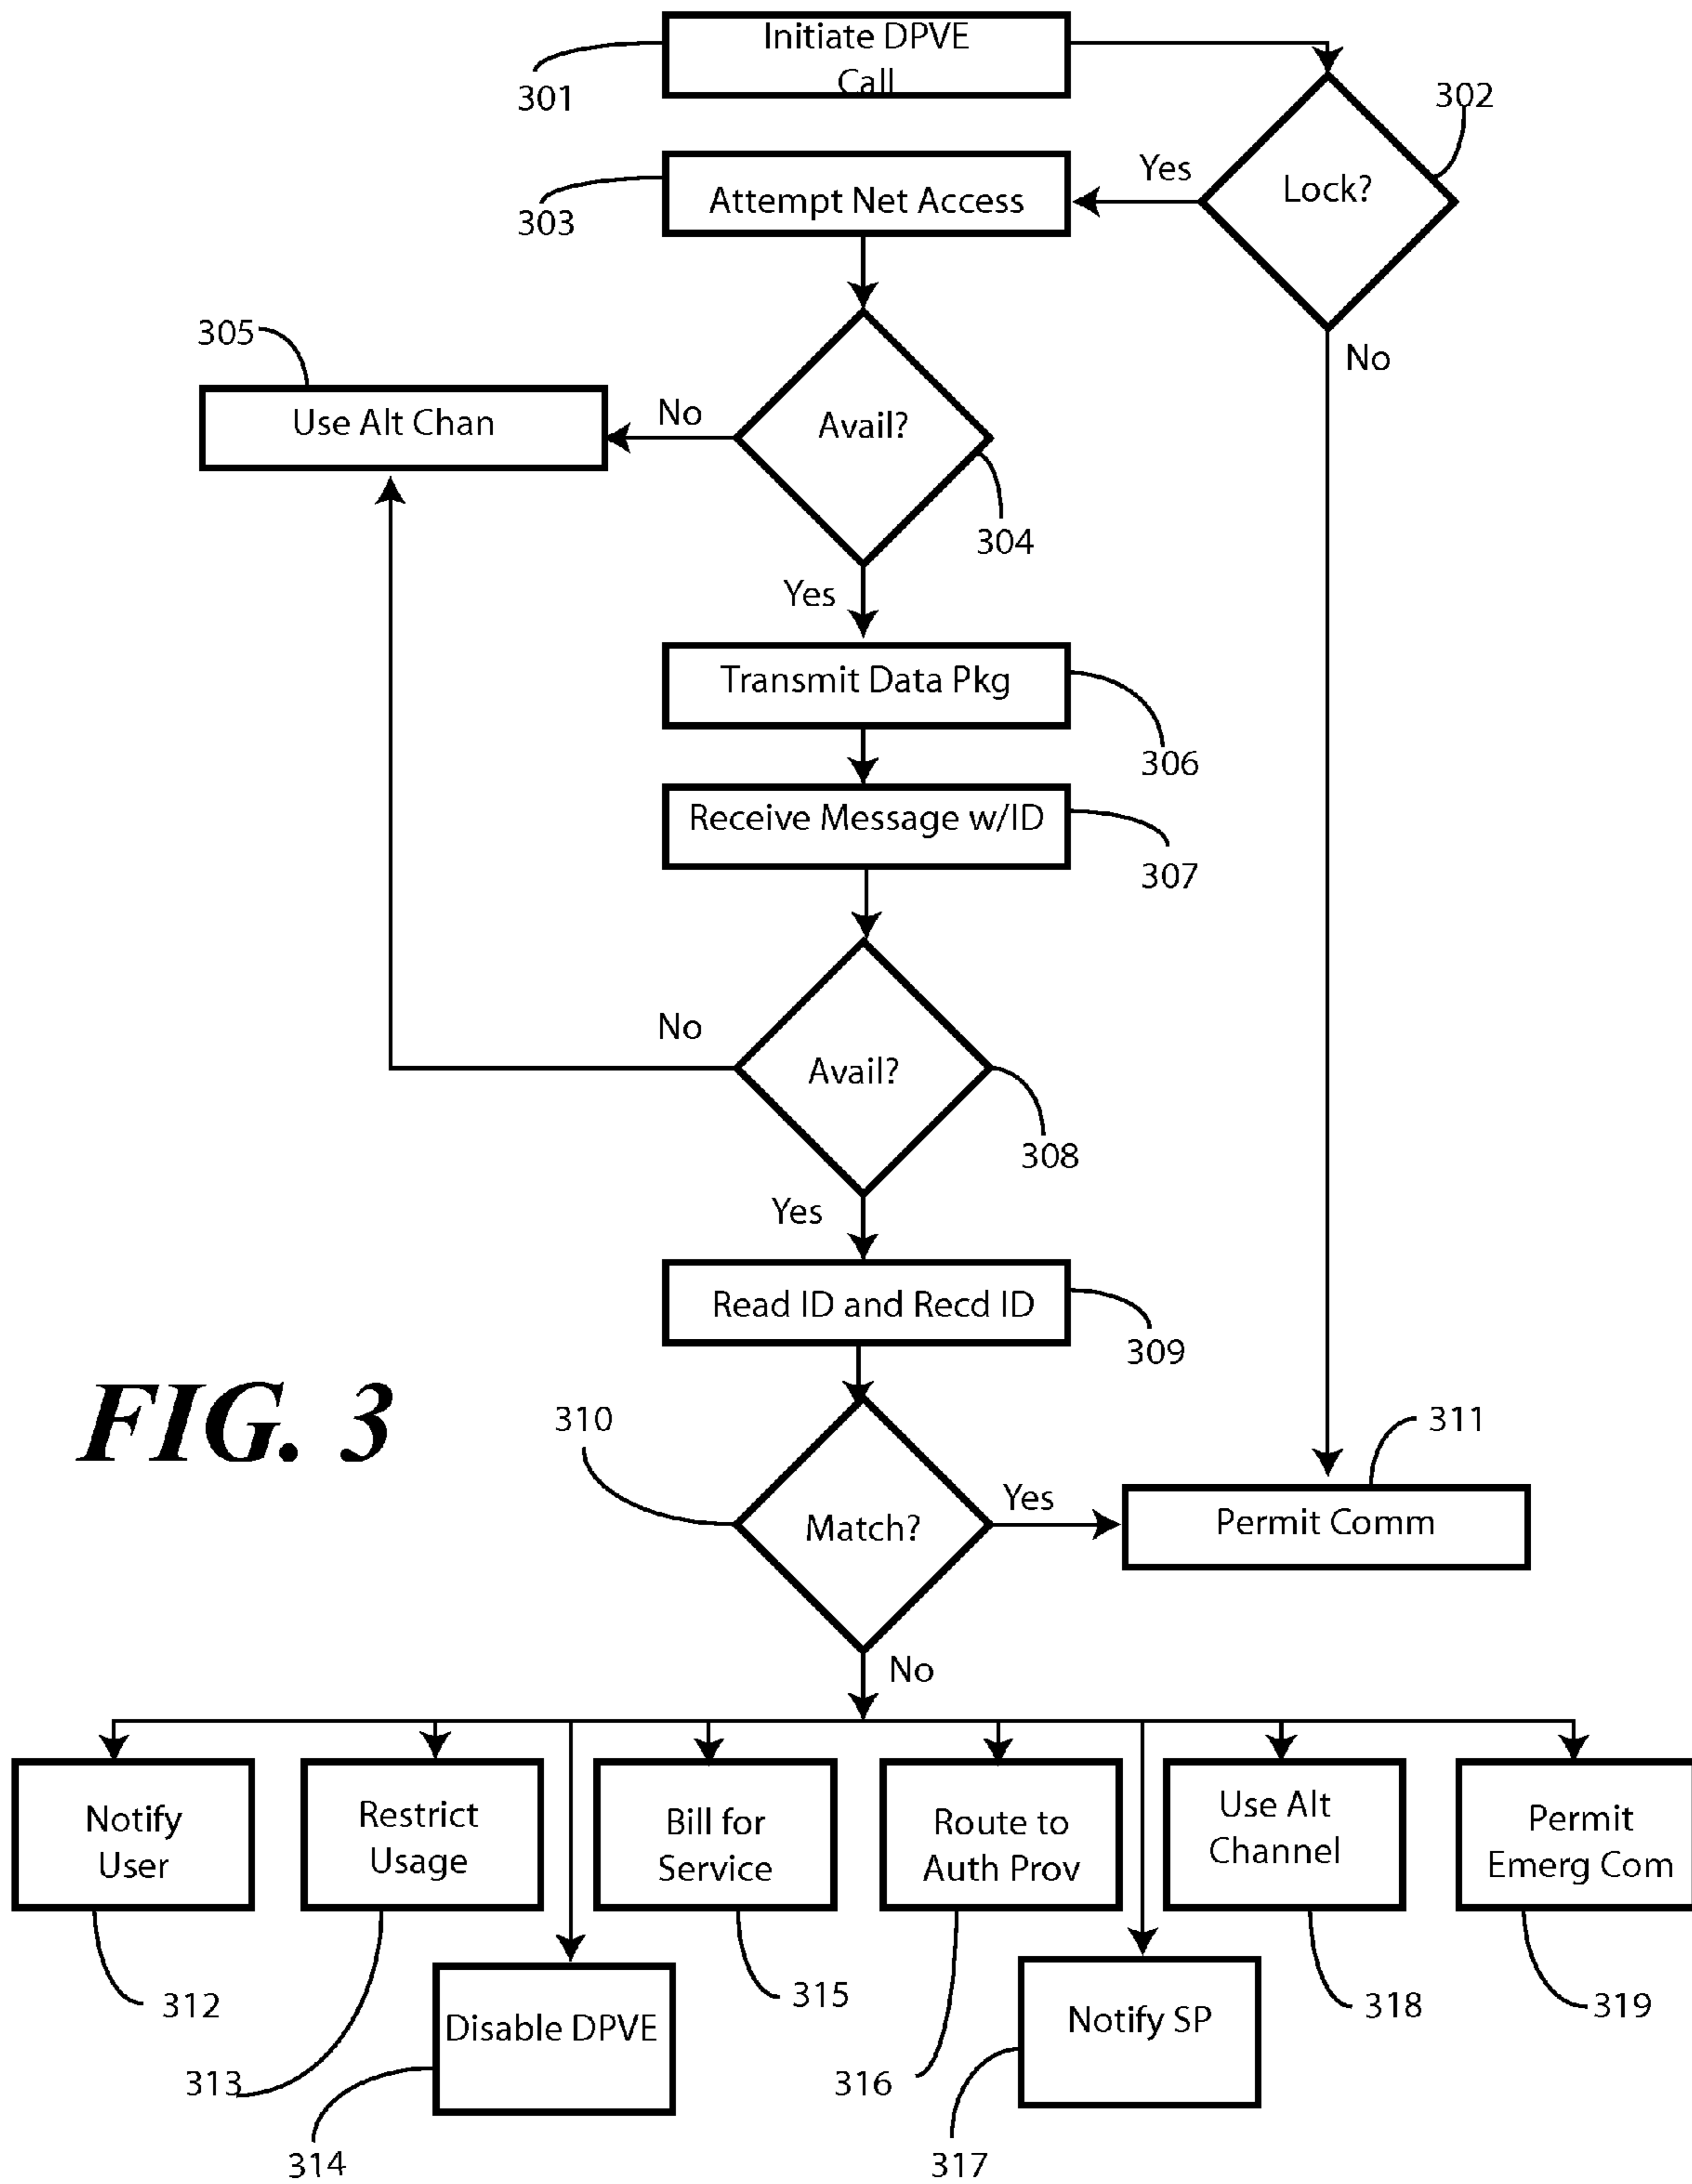 Initiate DPVE
Call
301
302
Yes
Lock?
Attempt Net Access
303
305
No
Use Alt Chan
No
Avail?
304
Yes
Transmit Data Pkg
306
Receive Message w/ID
307
No
Avail?
308
Yes
Read ID and Recd ID
309
FIG. 3
310
311
Yes
Match?
Permit Comm
No
Notify
User
Restrict
Usage
Bill for
Service
Route to
Auth Prov
Use Alt
Channel
Permit
Emerg Com
312
313
Disable DPVE
314
315
316
Notify SP
317
318
319